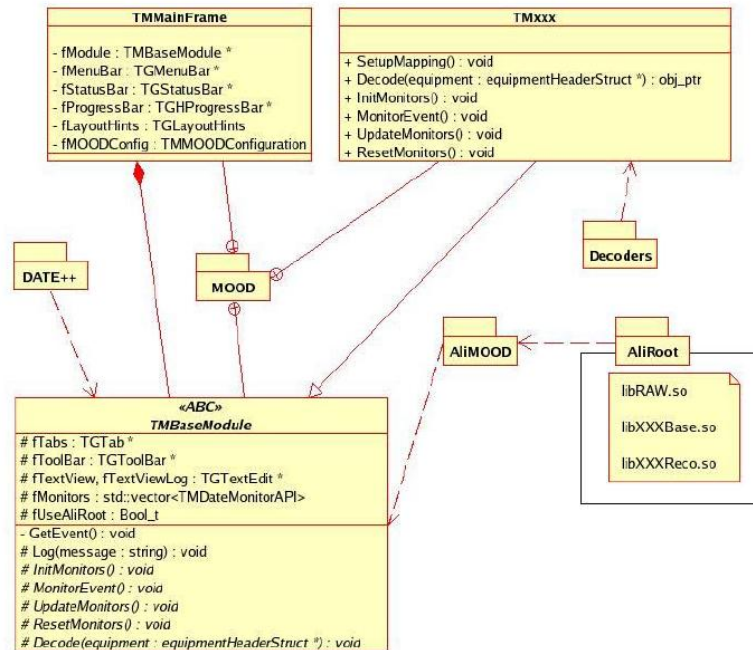 TMMainFrame
- fModule : TMBaseModule *
- fMenuBar : TGMenuBar *
- fStatusBar : TGStatusBar *
- fProgressBar : TGHProgressBar *
- fLayoutHints : TGLayoutHints
- fMOODConfig : TMMOODConfiguration
TMxxx
+ SetupMapping() : void
+ Decode(equipment : equipmentHeaderStruct *) : obj_ptr
+ InitMonitors() : void
+ MonitorEvent() : void
+ UpdateMonitors() : void
+ ResetMonitors() : void
DATE++
MOOD
Decoders
AliMOOD
AliRoot
libRAW.so
libXXXBase.so
libXXXReco.so
«ABC»
TMBaseModule
# fTabs : TGTab *
# fToolBar : TGToolBar *
# fTextView, fTextViewLog : TGTextEdit *
# fMonitors : std::vector<TMDateMonitorAPI>
# fUseAliRoot : Bool_t
- GetEvent() : void
# Log(message : string) : void
# InitMonitors() : void
# MonitorEvent() : void
# UpdateMonitors() : void
# ResetMonitors() : void
# Decode(equipment : equipmentHeaderStruct *) : void